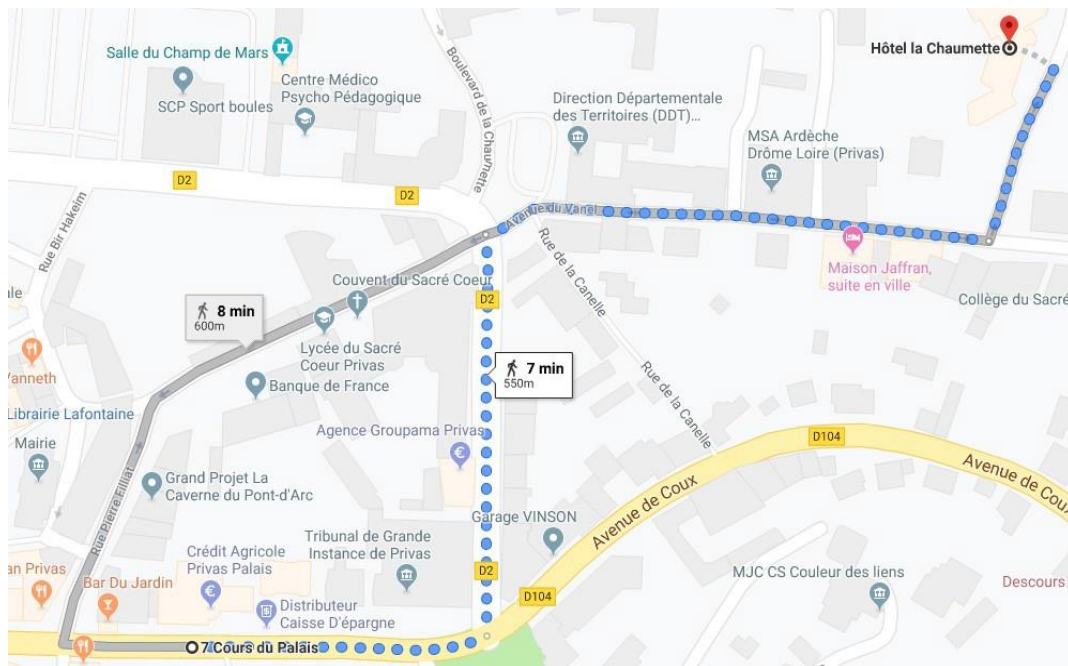 Salle du Champ de Mars
SCP Sport boules
Centre Médico
Psycho Pédagogique
Boulevard de la Chaumette
Direction Départementale
des Territoires (DDT)...
MSA Ardèche
Drôme Loire (Privas)
Hôtel la Chaumette
D2
D2
Rue Bir Hakeim
Avenue du Vanel
Rue de la Canelle
Couvent du Sacré Coeur
D2
Maison Jaffran,
suite en ville
Collège du Sacré
8 min
600m
Lycée du Sacré
Coeur Privas
Banque de France
7 min
550m
Vanneth
Librairie Lafontaine
Mairie
Rue de la Canelle
Agence Groupama Privas
D104
Avenue de Coux
Avenue de Coux
Grand Projet La
Caverne du Pont-d'Arc
Rue Pierre Filliat
Garage VINSON
Tribunal de Grande
Instance de Privas
Crédit Agricole
Privas Palais
an Privas
Bar Du Jardin
D2
MJC CS Couleur des liens
Descours
Distributeur
Caisse D'épargne
D104
7 Cours du Palais